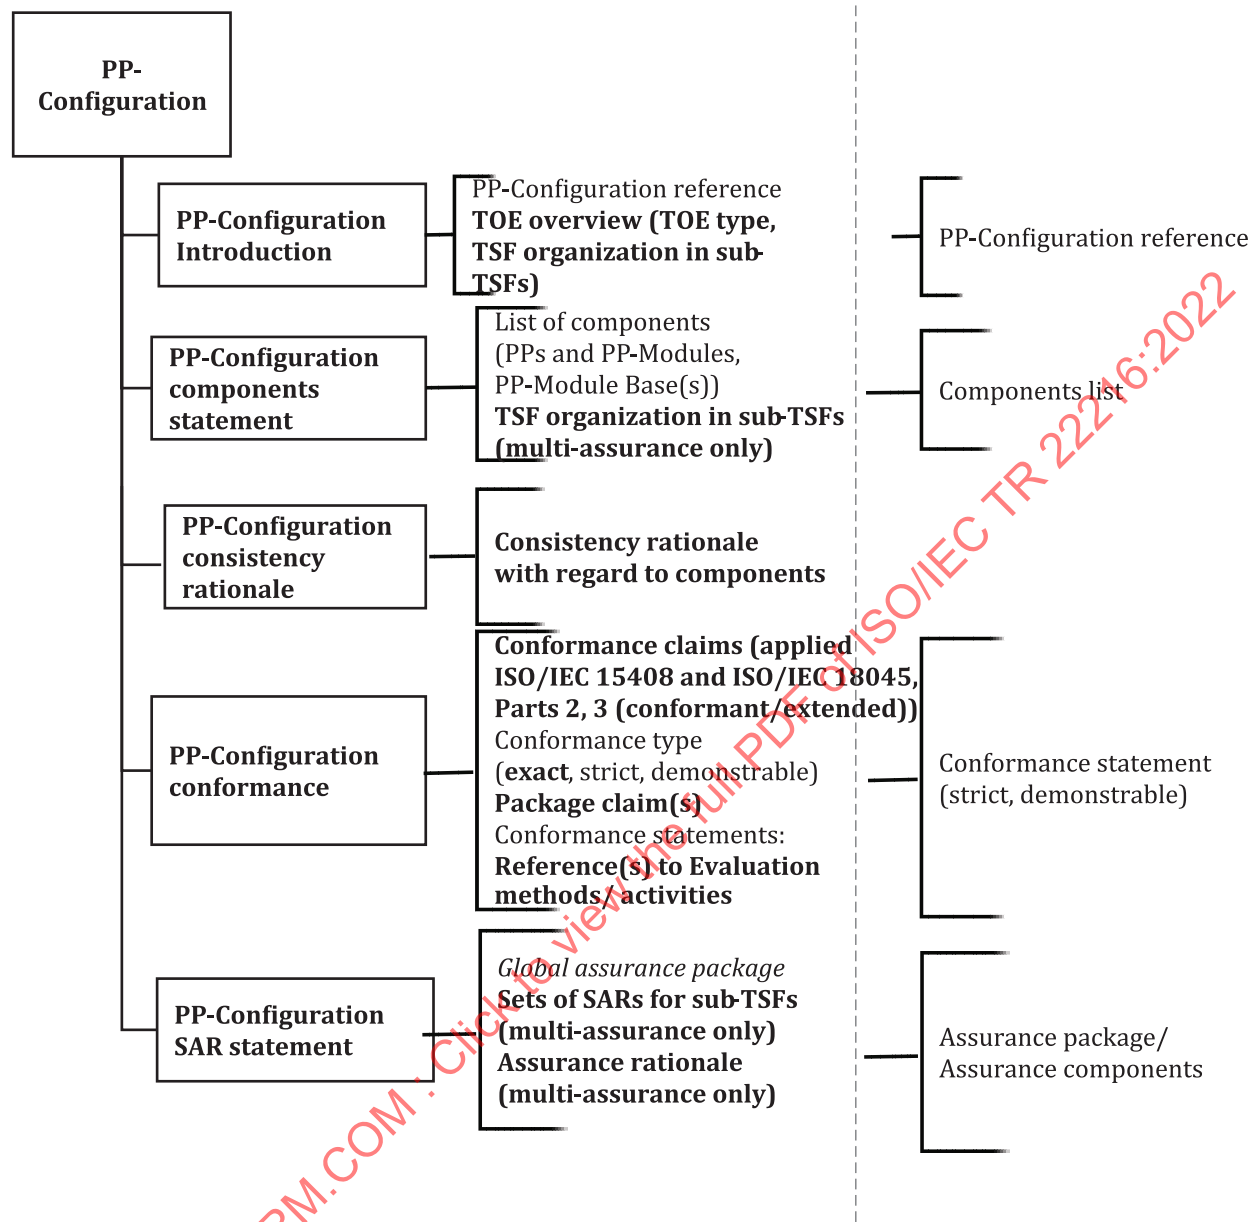 PP-
Configuration
PP-Configuration
Introduction
PP-Configuration reference
TOE overview (TOE type,
TSF organization in sub-
TSFs)
PP-Configuration reference
PP-Configuration
components
statement
List of components
(PPs and PP-Modules,
PP-Module Base(s))
TSF organization in sub-TSFs
(multi-assurance only)
Components list
PP-Configuration
consistency
rationale
Consistency rationale
with regard to components
PP-Configuration
conformance
Conformance claims (applied
ISO/IEC 15408 and ISO/IEC 18045,
Parts 2, 3 (conformant/extended))
Conformance type
(exact, strict, demonstrable)
Package claim(s)
Conformance statements:
Reference(s) to Evaluation
methods/ activities
Conformance statement
(strict, demonstrable)
PP-Configuration
SAR statement
Global assurance package
Sets of SARs for sub-TSFs
(multi-assurance only)
Assurance rationale
(multi-assurance only)
Assurance package/
Assurance components
RM.COM : Click to view the full PDF of ISO/IEC TR 22216:2022